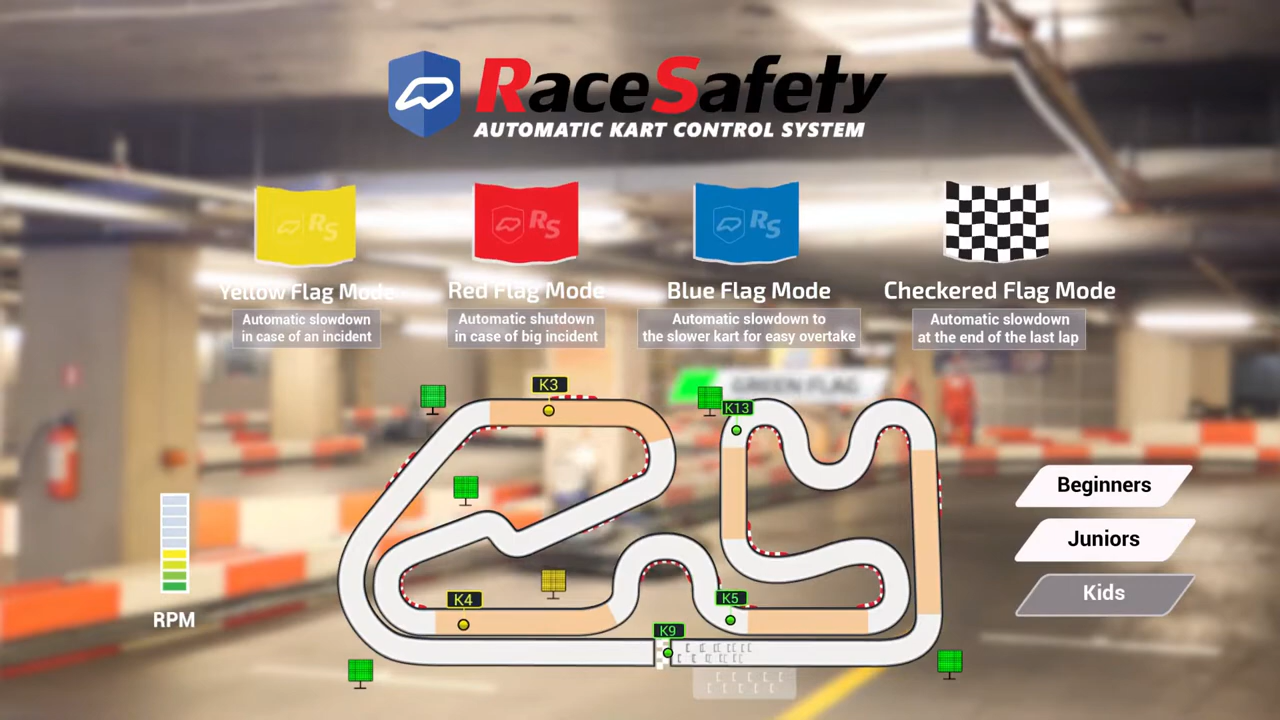 RaceSafety
AUTOMATIC KART CONTROL SYSTEM
RS
RS
RS
Yellow Flag Mode
Red Flag Mode
Blue Flag Mode
Checkered Flag Mode
Automatic slowdown
in case of an incident
Automatic shutdown
in case of big incident
Automatic slowdown to
the slower kart for easy overtake
Automatic slowdown
at the end of the last lap
GREEN FLAG
K3
K13
K4
K5
K9
RPM
Beginners
Juniors
Kids